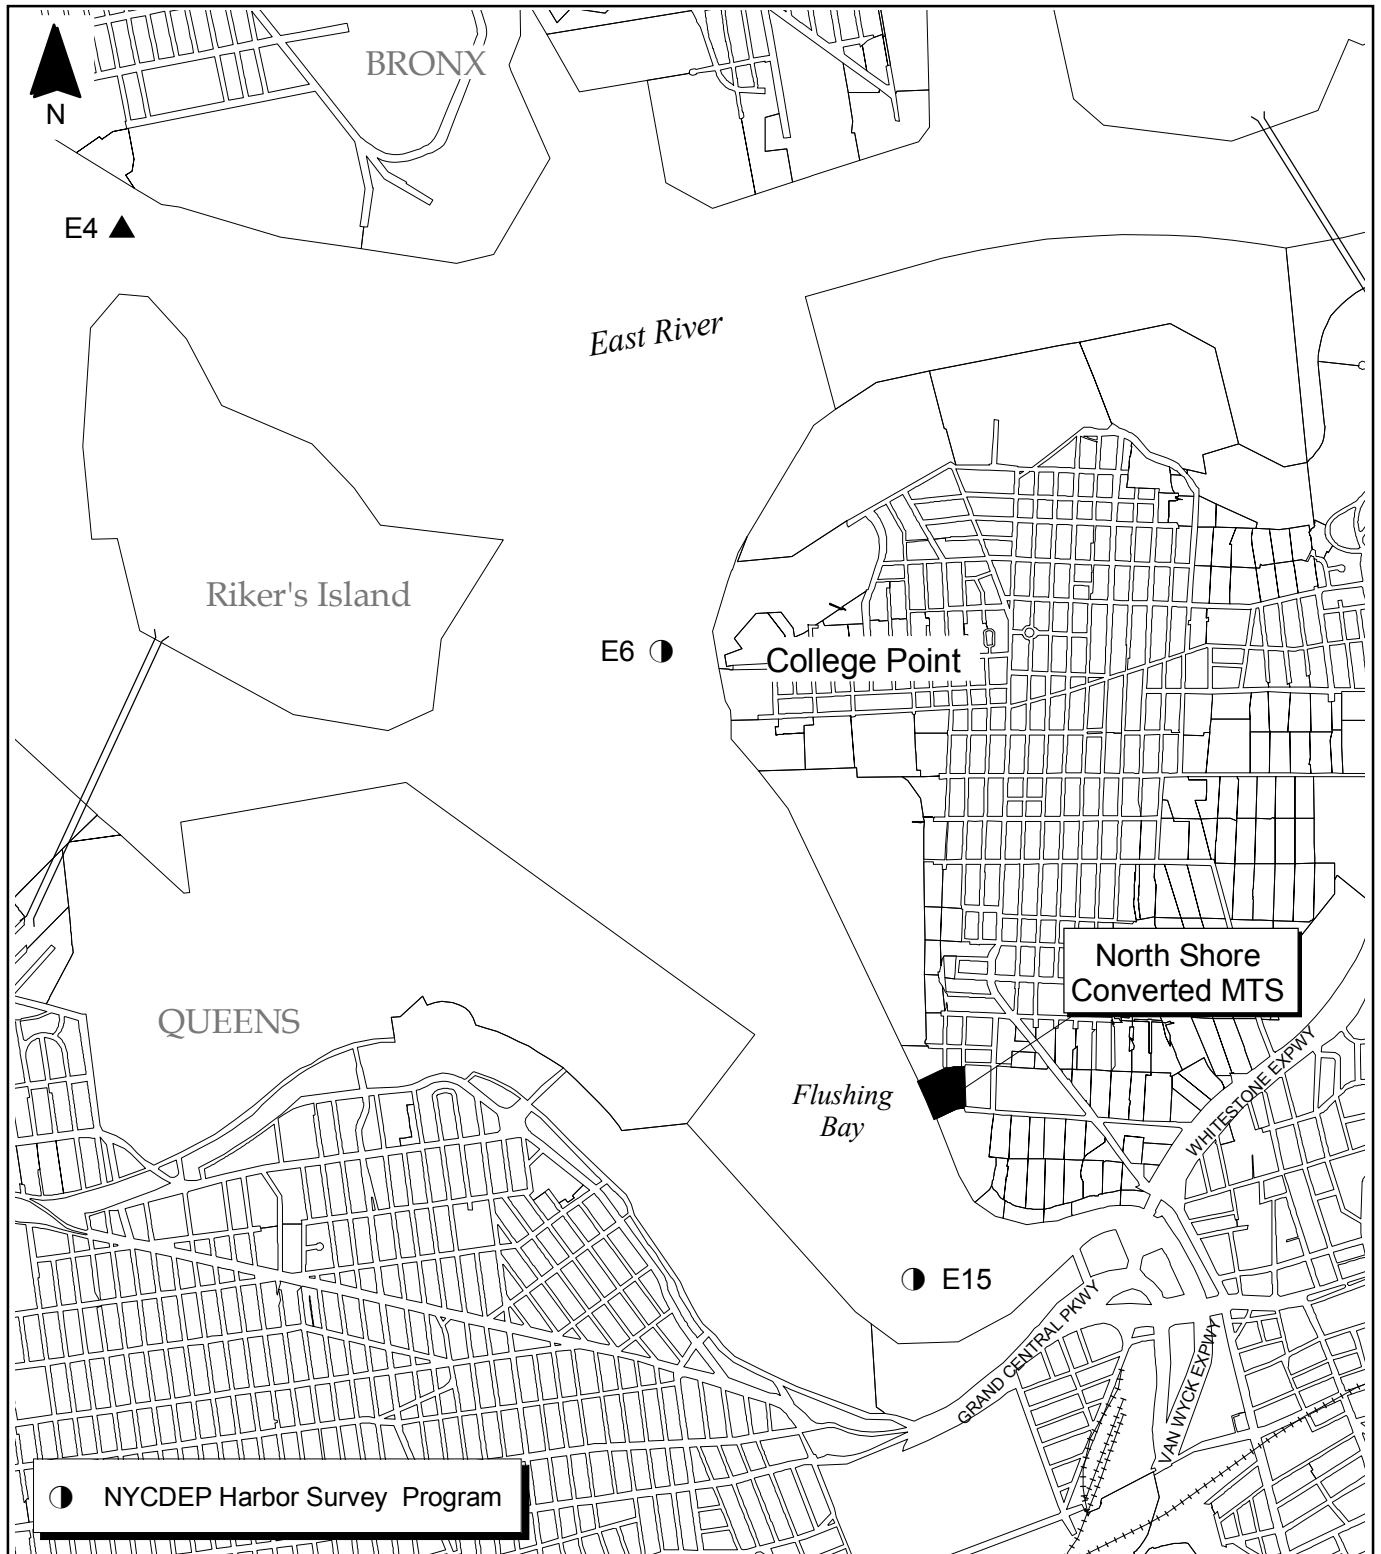 BRONX
N
E4
East River
Riker's Island
E6
College Point
North Shore
Converted MTS
QUEENS
WHITESTONE EXPWY
Flushing
Bay
E15
GRAND CENTRAL PKWY
VAN WYCK EXPWY
NYCDEP Harbor Survey Program